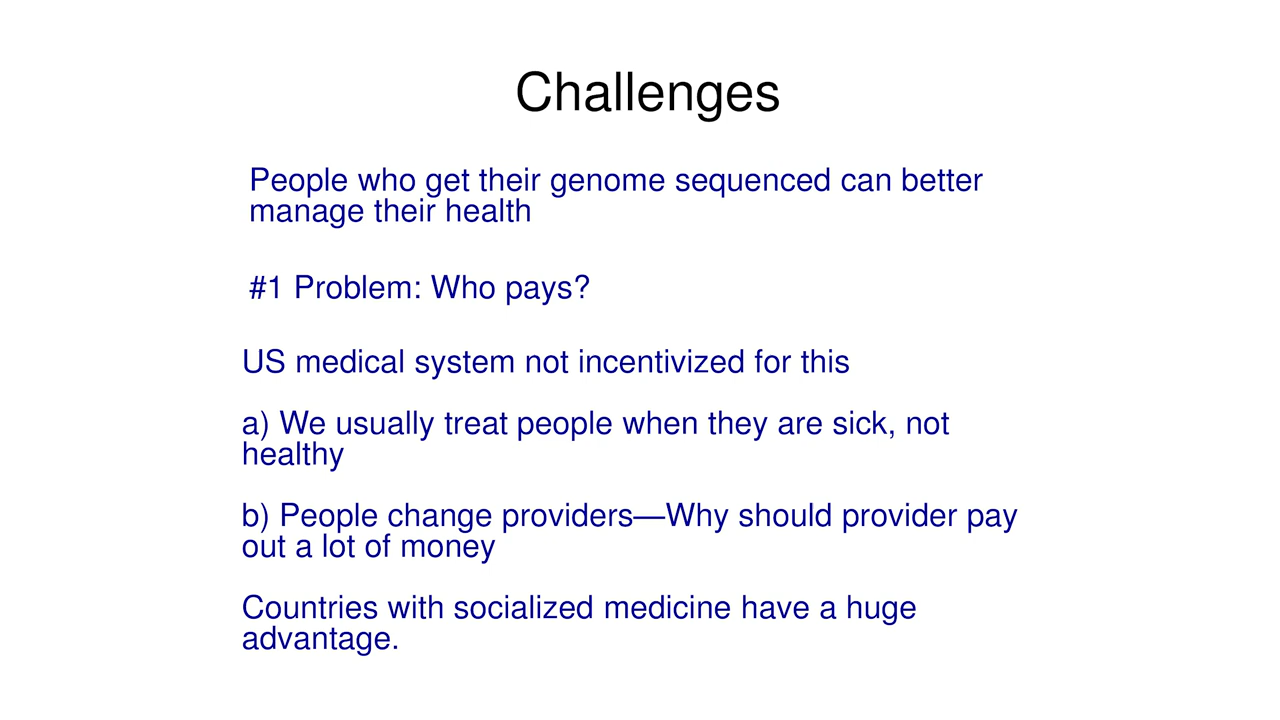 Challenges
People who get their genome sequenced can better
manage their health
#1 Problem: Who pays?
US medical system not incentivized for this
a) We usually treat people when they are sick, not
healthy
b) People change providers—Why should provider pay
out a lot of money
Countries with socialized medicine have a huge
advantage.